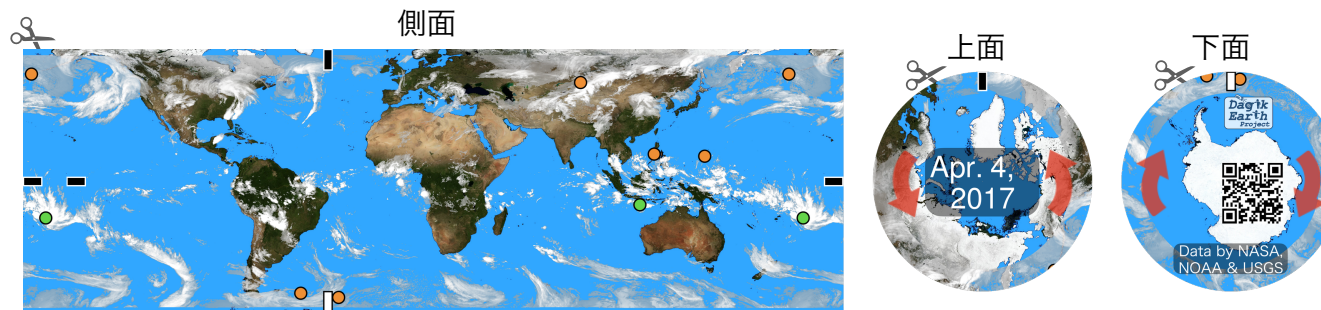 側面
上面
下面
Apr. 4,
2017
Dagik
Earth
Project
Data by NASA,
NOAA & USGS